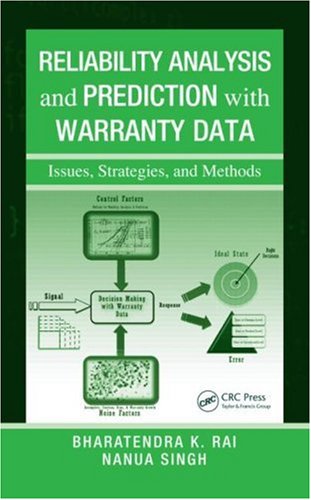 RELIABILITY ANALYSIS
and PREDICTION with
WARRANTY DATA
Issues, Strategies, and Methods
Control Factors
Ideal State
Right
Decisions
Signal
Decision Making
with Warranty
Data
Response
Error
Noise Factors
CRC
CRC Press
Taylor & Francis Group
BHARATENDRA K. RAI
NANUA SINGH